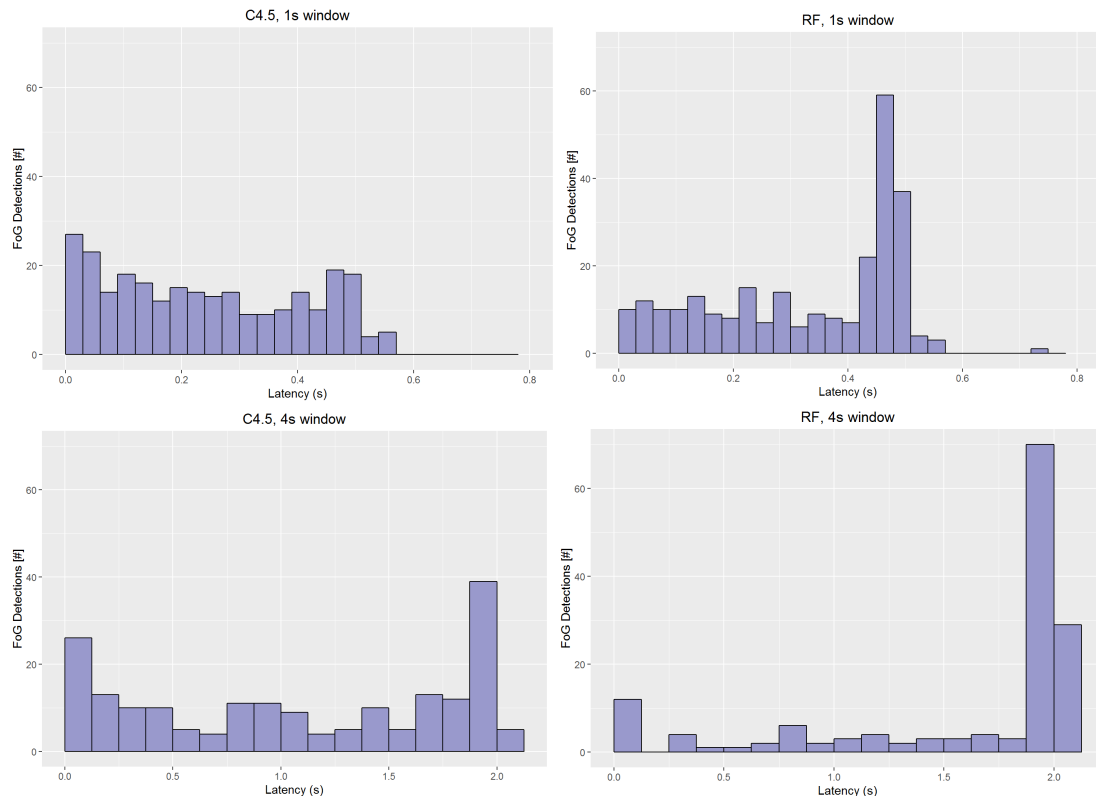 C4.5, 1s window
60
40
20
0
FoG Detections [#]
0.0 0.2 0.4 0.6 0.8
Latency (s)
RF, 1s window
60
40
20
0
FoG Detections [#]
0.0 0.2 0.4 0.6 0.8
Latency (s)
C4.5, 4s window
60
40
20
0
FoG Detections [#]
0.0 0.5 1.0 1.5 2.0
Latency (s)
RF, 4s window
60
40
20
0
FoG Detections [#]
0.0 0.5 1.0 1.5 2.0
Latency (s)